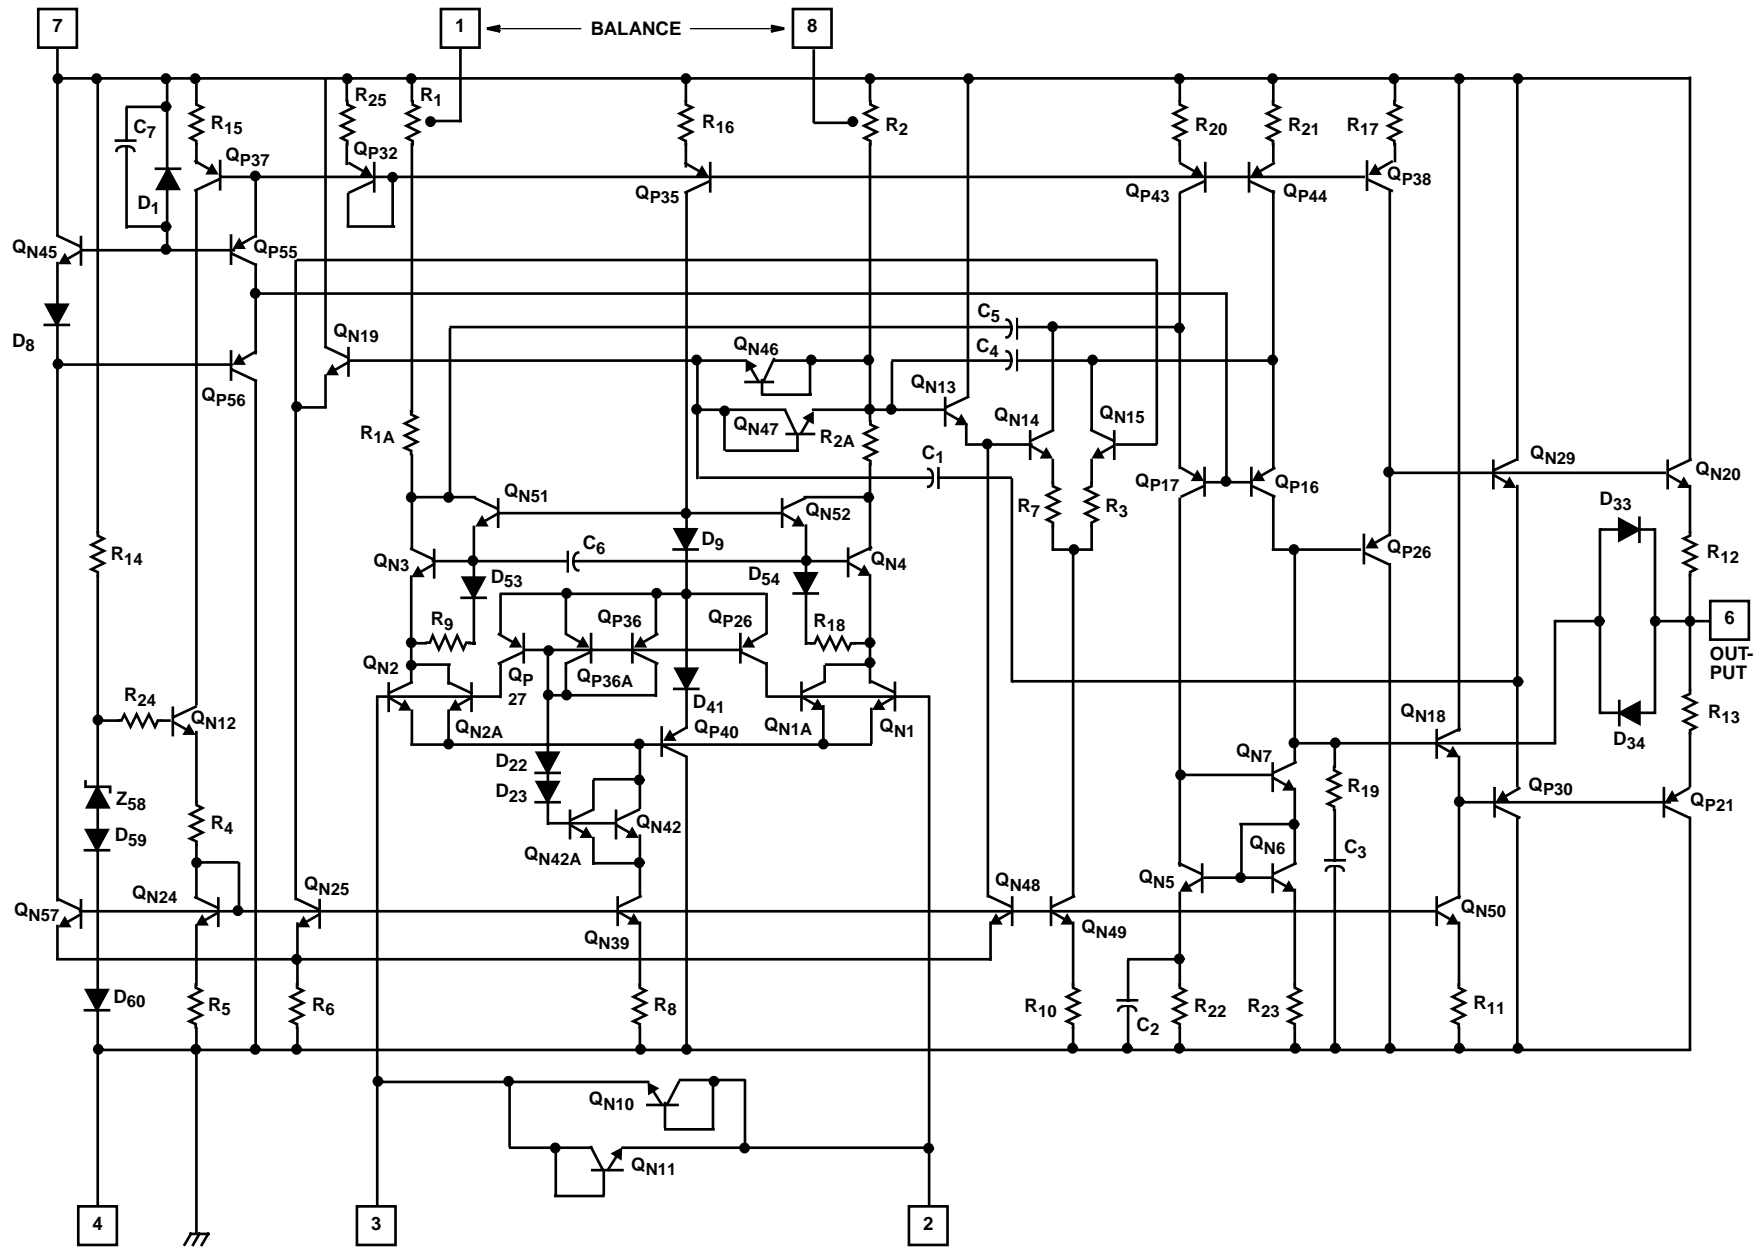 7
1
BALANCE
8
C7
R15
R25
R1
R16
R2
R20
R21
R17
QP37
QP32
QP35
QP43
QP44
QP38
D1
QN45
QP55
D8
QN19
QP56
C5
QN46
C4
QN13
QN14
QN15
QN47
R2A
R1A
C1
QN29
QN20
QN51
QN52
QP17
QP16
R7
R3
D33
R14
D9
C6
QN3
QN4
QP26
R12
D53
D54
R9
QP36
QP26
R18
6
OUT-
PUT
QN2
QP
27
QP36A
D41
R24
QN12
QN2A
QP40
QN1A
QN1
QN18
R13
D34
D22
D23
QN7
Z58
R19
QP30
QP21
R4
D59
QN42
QN42A
QN6
C3
QN5
QN24
QN25
QN48
QN57
QN39
QN49
QN50
D60
R5
R6
R8
R10
C2
R22
R23
R11
QN10
QN11
4
3
2